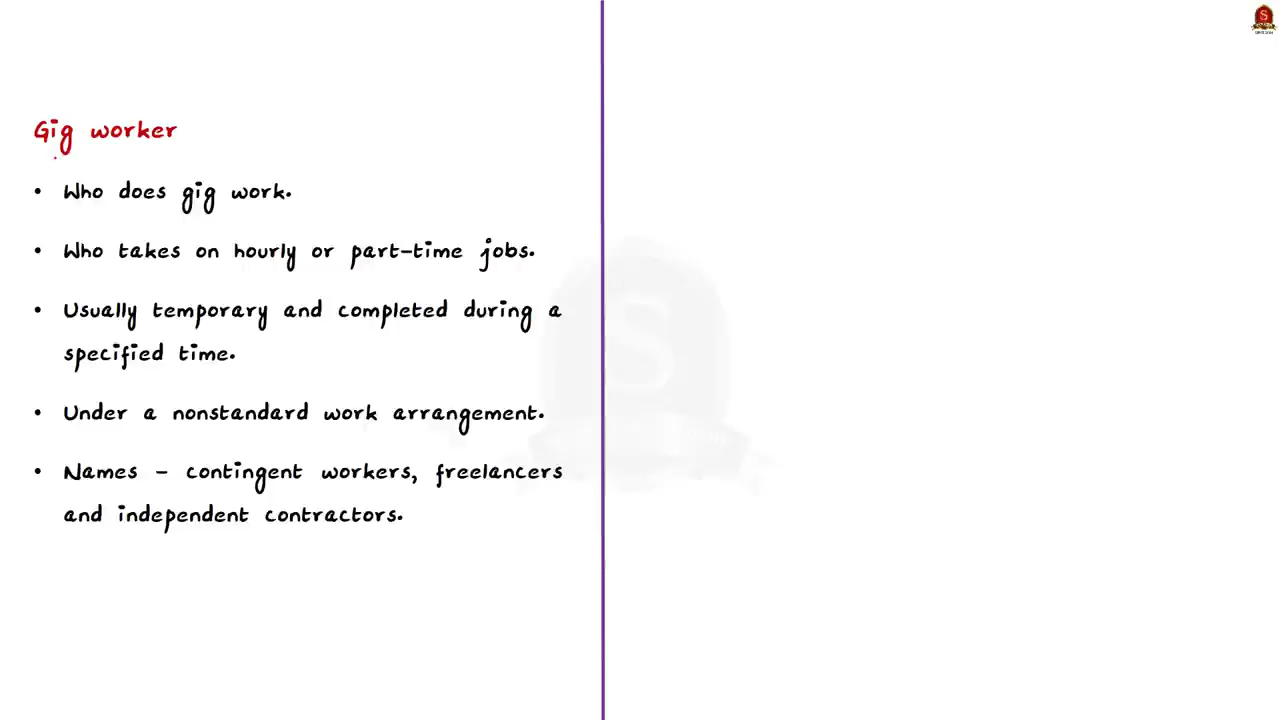 Gig worker
• Who does gig work.
• Who takes on hourly or part-time jobs.
• Usually temporary and completed during a
specified time.
• Under a nonstandard work arrangement.
• Names - contingent workers, freelancers
and independent contractors.
S
S